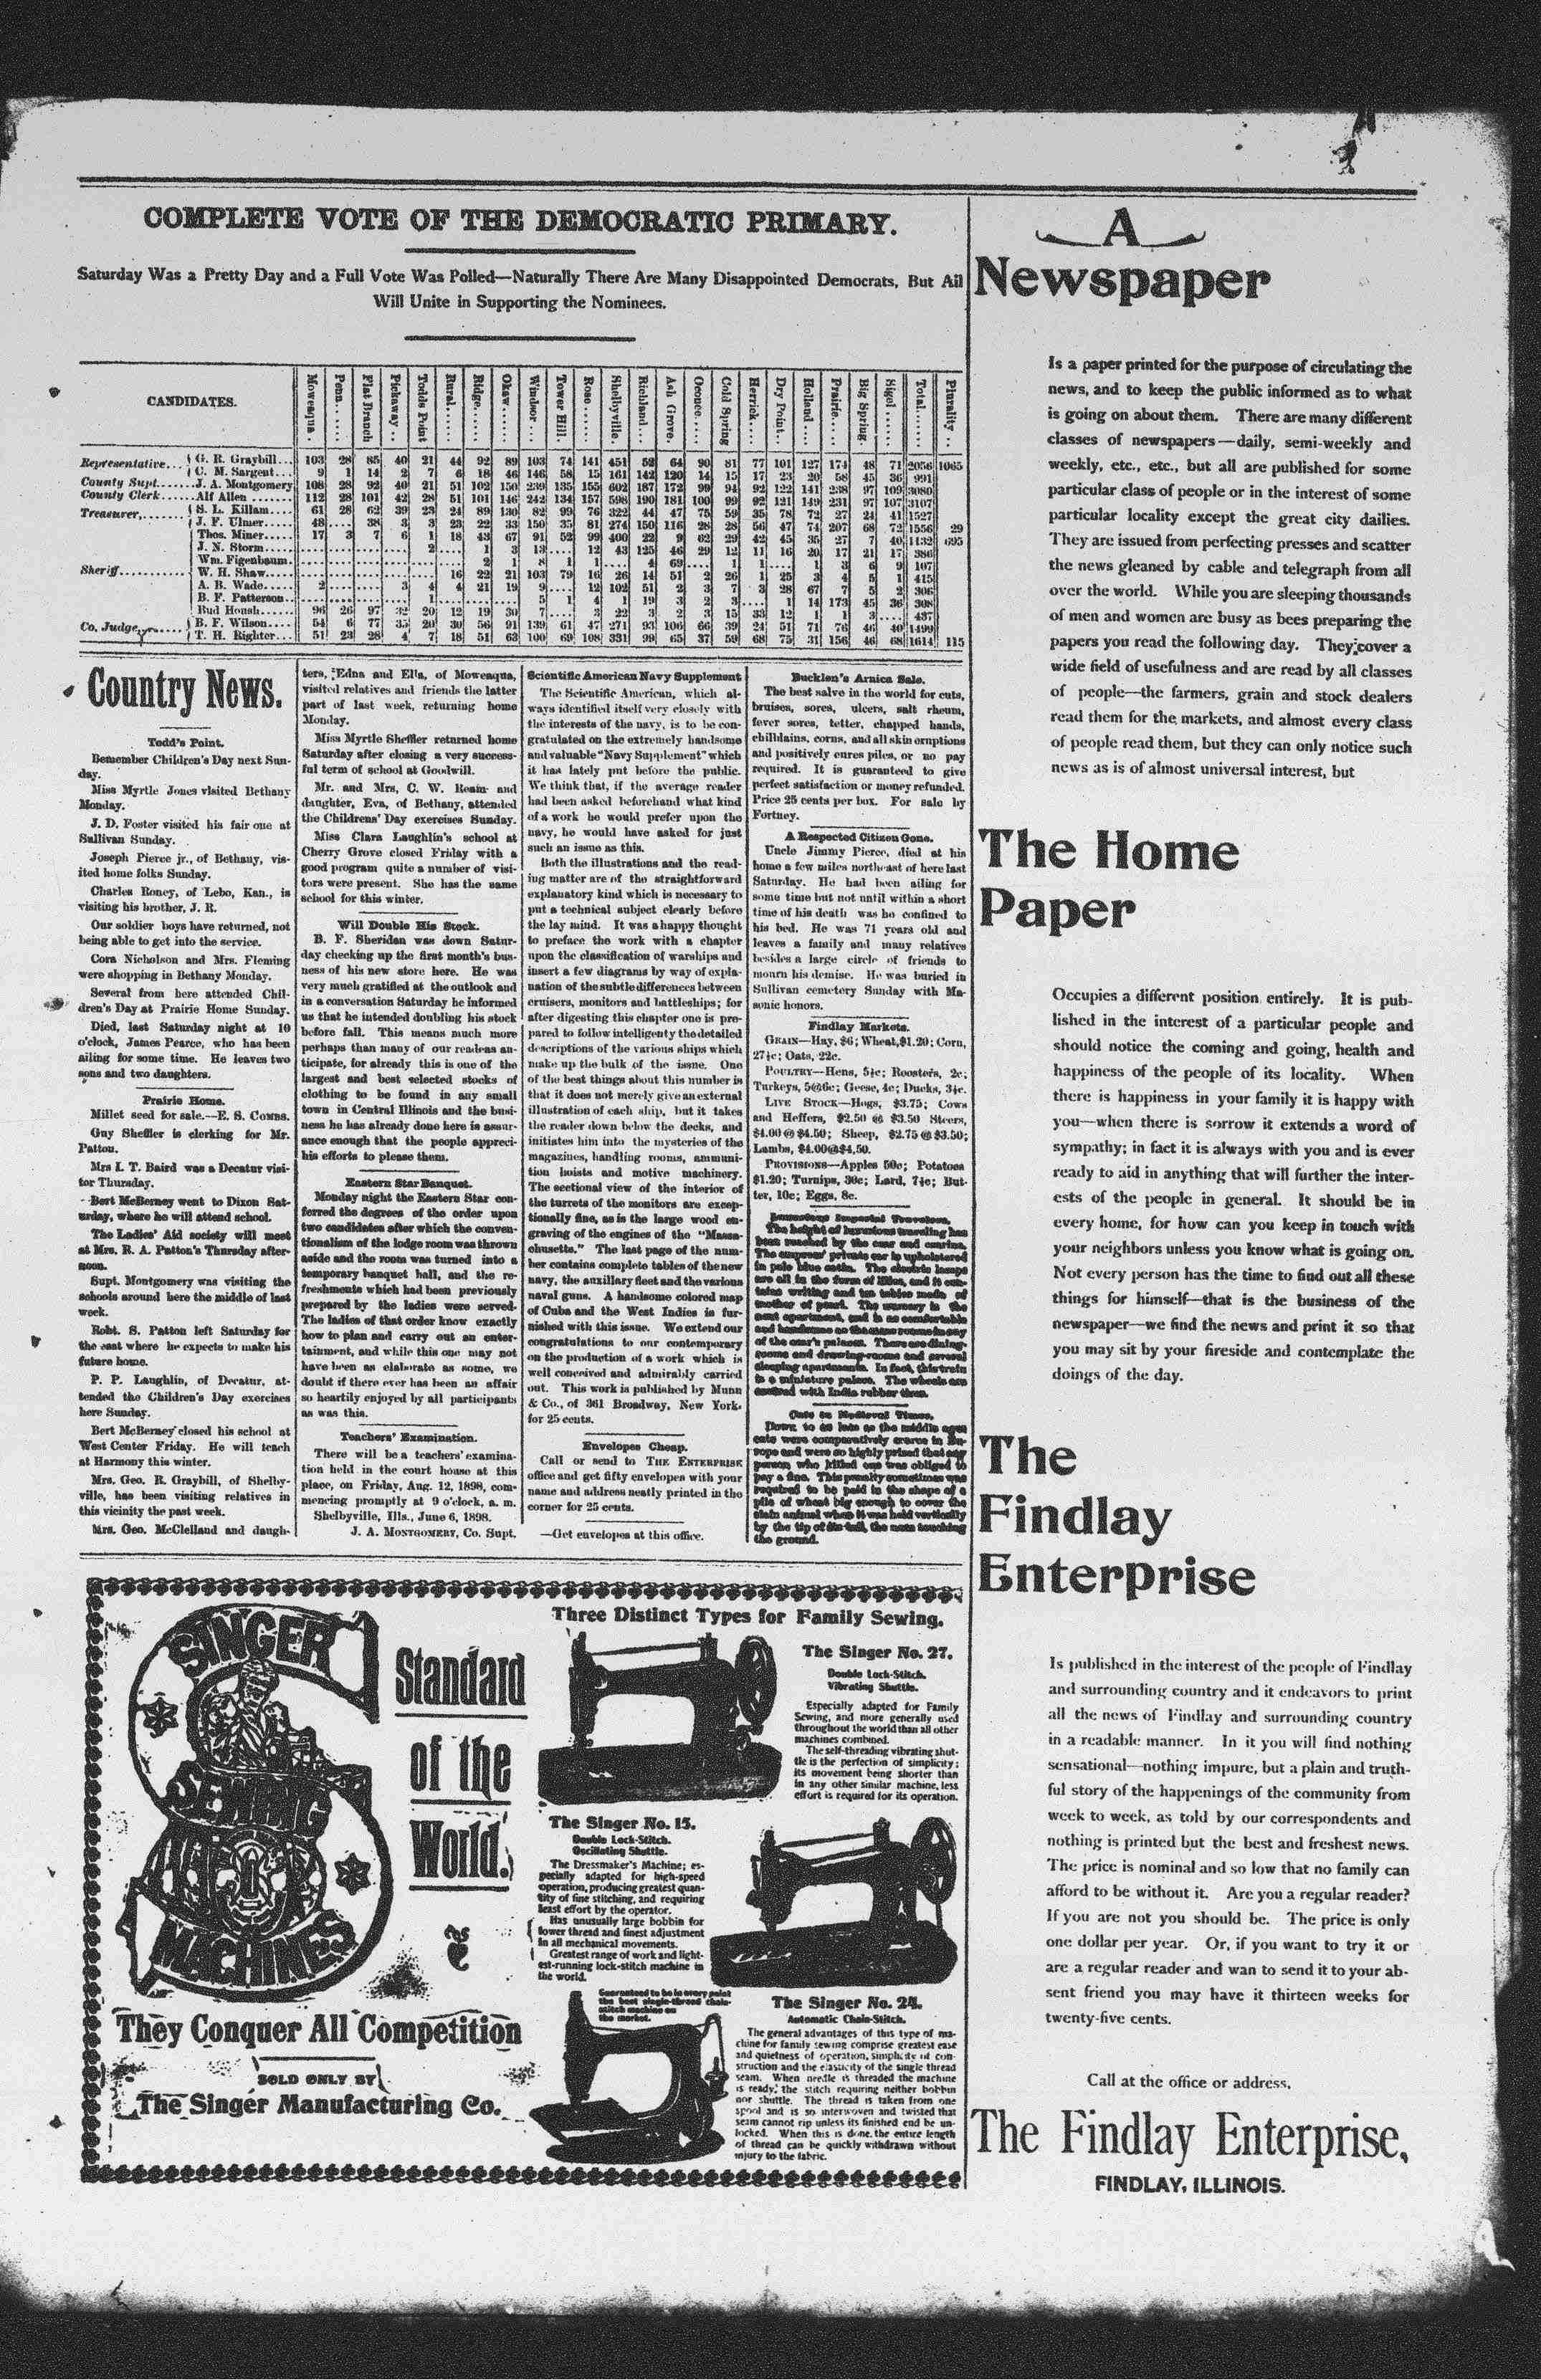 COMPLETE VOTE OF THE DEMOCRATIC PRIMARY.
Saturday Was a Pretty Day and a Full Vote Was Polled—Naturally There Are Many Disappointed Democrats, But All
Will Unite in Supporting the Nominees.
CANDIDATES. Moweaqua. Penn. Flat Branch Pickaway Todds Point Rural Ridge Okaw Windsor Tower Hill Rose Shelbyville Richland Ash Grove Oconee Cold Spring Herrick Dry Point Holland Prairie Big Spring Sigel Total Plurality
Representative... G. R. Graybill... 103 28 85 40 21 44 92 89 103 74 141 451 52 64 90 81 77 101 127 174 48 71 2056 1065
C. M. Sargent... 9 1 14 2 7 6 18 46 146 58 15 161 142 120 14 15 17 23 20 58 45 36 991
County Supt......J. A. Montgomery 108 28 92 40 21 51 102 150 239 135 155 602 187 172 99 94 92 122 141 238 97 109 3080
County Clerk......Alf Allen ........ 112 28 101 42 28 51 101 146 242 134 157 598 190 181 100 99 92 121 149 231 97 107 3107
Treasurer,....... S. L. Killam.... 61 28 62 39 23 24 89 130 82 99 76 322 44 47 75 59 35 78 72 27 24 41 1527
J. F. Ulmer..... 48 .... 38 3 3 23 22 33 150 35 81 274 150 116 28 28 56 47 74 207 68 72 1556 29
Thos. Miner..... 17 3 7 6 1 18 43 67 91 52 99 400 22 9 62 29 42 45 35 27 7 40 1132 695
J. N. Storm..... 2 1 3 13 .... 12 43 125 46 29 12 11 16 20 17 21 17 386
Wm. Figenbaum. 2 1 8 1 1 .... 4 69 .... 1 1 .... 1 3 6 9 107
Sheriff........... W. H. Shaw..... 16 22 21 103 79 16 26 14 51 2 26 1 25 3 4 5 1 415
A. B. Wade..... 2 3 4 4 21 19 9 .... 12 102 51 2 3 7 3 28 67 7 5 2 306
B. F. Patterson.. 1 5 1 4 1 19 3 2 3 .... 1 14 173 45 36 308
Bud Housh...... 96 26 97 32 20 12 19 30 7 .... 3 22 3 2 3 15 33 12 1 1 3 .... 437
Co. Judge....... B. F. Wilson.... 54 6 77 35 20 30 56 91 139 61 47 271 93 106 66 39 24 51 71 76 46 40 1499
T. H. Righter... 51 23 28 4 7 18 51 63 100 69 108 331 99 65 37 59 68 75 31 156 46 68 1614 115
Country News.
Todd's Point.
Bemember Children's Day next Sun-
day.
Miss Myrtle Jones visited Bethany
Monday.
J. D. Foster visited his fair one at
Sullivan Sunday.
Joseph Pierce jr., of Bethany, vis-
ited home folks Sunday.
Charles Roney, of Lebo, Kan., is
visiting his brother, J. R.
Our soldier boys have returned, not
being able to get into the service.
Cora Nicholson and Mrs. Fleming
were shopping in Bethany Monday.
Several from here attended Chil-
dren's Day at Prairie Home Sunday.
Died, last Saturday night at 10
o'clock, James Pearce, who has been
ailing for some time. He leaves two
sons and two daughters.
Prairie Home.
Millet seed for sale.—E. S. COMBS.
Guy Sheffler is clerking for Mr.
Patton.
Mrs I. T. Baird was a Decatur visi-
tor Thursday.
Bert McBerney went to Dixon Sat-
urday, where he will attend school.
The Ladies' Aid society will meet
at Mrs. R. A. Patton's Thursday after-
noon.
Supt. Montgomery was visiting the
schools around here the middle of last
week.
Robt. S. Patton left Saturday for
the east where he expects to make his
future home.
P. P. Laughlin, of Decatur, at-
tended the Children's Day exercises
here Sunday.
Bert McBerney closed his school at
West Center Friday. He will teach
at Harmony this winter.
Mrs. Geo. R. Graybill, of Shelby-
ville, has been visiting relatives in
this vicinity the past week.
Mrs. Geo. McClelland and daugh-
ters, Edna and Ella, of Moweaqua,
visited relatives and friends the latter
part of last week, returning home
Monday.
Miss Myrtle Sheffler returned home
Saturday after closing a very success-
ful term of school at Goodwill.
Mr. and Mrs, C. W. Ream and
daughter, Eva, of Bethany, attended
the Childrens' Day exercises Sunday.
Miss Clara Laughlin's school at
Cherry Grove closed Friday with a
good program quite a number of visi-
tors were present. She has the same
school for this winter.
Will Double His Stock.
B. F. Sheridan was down Satur-
day checking up the first month's bus-
ness of his new store here. He was
very much gratified at the outlook and
in a conversation Saturday he informed
us that he intended doubling his stock
before fall. This means much more
perhaps than many of our readeas an-
ticipate, for already this is one of the
largest and best selected stocks of
clothing to be found in any small
town in Central Illinois and the busi-
ness he has already done here is assur-
ance enough that the people appreci-
his efforts to please them.
Eastern Star Banquet.
Monday night the Eastern Star con-
ferred the degrees of the order upon
two candidates after which the conven-
tionalism of the lodge room was thrown
aside and the room was turned into a
temporary banquet hall, and the re-
freshments which had been previously
prepared by the ladies were served.
The ladies of that order know exactly
how to plan and carry out an enter-
tainment, and while this one may not
have been as elaborate as some, we
doubt if there ever has been an affair
so heartily enjoyed by all participants
as was this.
Teachers' Examination.
There will be a teachers' examina-
tion held in the court house at this
place, on Friday, Aug. 12, 1898, com-
mencing promptly at 9 o'clock, a. m.
Shelbyville, Ills., June 6, 1898.
J. A. MONTGOMERY, Co. Supt.
Scientific American Navy Supplement
The Scientific American, which al-
ways identified itself very closely with
the interests of the navy, is to be con-
gratulated on the extremely handsome
and valuable "Navy Supplement" which
it has lately put before the public.
We think that, if the average reader
had been asked beforehand what kind
of a work he would prefer upon the
navy, he would have asked for just
such an issue as this.
Both the illustrations and the read-
ing matter are of the straightforward
explanatory kind which is necessary to
put a technical subject clearly before
the lay mind. It was a happy thought
to preface the work with a chapter
upon the classification of warships and
insert a few diagrams by way of expla-
nation of the subtle differences between
cruisers, monitors and battleships; for
after digesting this chapter one is pre-
pared to follow intelligenty the detailed
descriptions of the various ships which
make up the bulk of the issue. One
of the best things about this number is
that it does not merely give an external
illustration of each ship, but it takes
the reader down below the decks, and
initiates him into the mysteries of the
magazines, handling rooms, ammuni-
tion hoists and motive machinery.
The sectional view of the interior of
the turrets of the monitors are excep-
tionally fine, as is the large wood en-
graving of the engines of the "Massa-
chusetts." The last page of the num-
ber contains complete tables of the new
navy, the auxillary fleet and the various
naval guns. A handsome colored map
of Cuba and the West Indies is fur-
nished with this issue. We extend our
congratulations to our contemporary
on the production of a work which is
well conceived and admirably carried
out. This work is published by Munn
& Co., of 361 Broadway, New York.
for 25 cents.
Envelopes Cheap.
Call or send to THE ENTERPRISE
office and get fifty envelopes with your
name and address neatly printed in the
corner for 25 cents.
—Get envelopes at this office.
Bucklen's Arnica Salve.
The best salve in the world for cuts,
bruises, sores, ulcers, salt rheum,
fever sores, tetter, chapped hands,
chilblains, corns, and all skin eruptions
and positively cures piles, or no pay
required. It is guaranteed to give
perfect satisfaction or money refunded.
Price 25 cents per box. For sale by
Fortney.
A Respected Citizen Gone.
Uncle Jimmy Pierce, died at his
home a few miles northeast of here last
Saturday. He had been ailing for
some time but not until within a short
time of his death was he confined to
his bed. He was 71 years old and
leaves a family and many relatives
besides a large circle of friends to
mourn his demise. He was buried in
Sullivan cemetery Sunday with Ma-
sonic honors.
Findlay Markets.
GRAIN—Hay, $6; Wheat, $1.20; Corn,
27½c; Oats, 22c.
POULTRY—Hens, 5½c; Roosters, 2c;
Turkeys, 5@6c; Geese, 4c; Ducks, 3½c.
LIVE STOCK—Hogs, $3.75; Cows
and Heffers, $2.50 @ $3.50 Steers,
$4.00 @ $4.50; Sheep, $2.75 @ $3.50;
Lambs, $4.00@$4,50.
PROVISIONS—Apples 50c; Potatoes
$1.20; Turnips, 30c; Lard, 7½c; But-
ter, 10c; Eggs, 8c.
Luxurious Imperial Travelers.
The height of luxurious traveling has
been reached by the czar and czarina.
The empress' private car is upholstered
in pale blue satin. The electric lamps
are all in the form of lilies, and it con-
tains writing and tea tables made of
mother of pearl. The nursery is the
next apartment, and is as comfortable
and handsome as the same rooms in any
of the czar's palaces. There are dining-
rooms and drawing-rooms and several
sleeping apartments. In fact, this train
is a miniature palace. The wheels are
covered with India rubber tires.
Cats in Medieval Times.
Down to as late as the middle ages
cats were comparatively scarce in Eu-
rope and were so highly prized that any
person who killed one was obliged to
pay a fine. This penalty sometimes was
required to be paid in the shape of a
pile of wheat big enough to cover the
slain animal when it was held vertically
by the tip of its tail, the nose touching
the ground.
SINGER
SEWING
MACHINES
Standard
of the
World.
They Conquer All Competition
SOLD ONLY BY
The Singer Manufacturing Co.
Three Distinct Types for Family Sewing.
The Singer No. 27.
Double Lock-Stitch.
Vibrating Shuttle.
Especially adapted for Family
Sewing, and more generally used
throughout the world than all other
machines combined.
The self-threading vibrating shut-
tle is the perfection of simplicity;
its movement being shorter than
in any other similar machine, less
effort is required for its operation.
The Singer No. 15.
Double Lock-Stitch.
Oscillating Shuttle.
The Dressmaker's Machine; es-
pecially adapted for high-speed
operation, producing greatest quan-
tity of fine stitching, and requiring
least effort by the operator.
Has unusually large bobbin for
lower thread and finest adjustment
in all mechanical movements.
Greatest range of work and light-
est-running lock-stitch machine in
the world.
Guaranteed to be in every point
the best single-thread chain-
stitch machine on
the market.
The Singer No. 24.
Automatic Chain-Stitch.
The general advantages of this type of ma-
chine for family sewing comprise greatest ease
and quietness of operation, simplicity of con-
struction and the elasticity of the single thread
seam. When needle is threaded the machine
is ready, the stitch requiring neither bobbin
nor shuttle. The thread is taken from one
spool and is so interwoven and twisted that
seam cannot rip unless its finished end be un-
locked. When this is done, the entire length
of thread can be quickly withdrawn without
injury to the fabric.
A
Newspaper
Is a paper printed for the purpose of circulating the
news, and to keep the public informed as to what
is going on about them. There are many different
classes of newspapers—daily, semi-weekly and
weekly, etc., etc., but all are published for some
particular class of people or in the interest of some
particular locality except the great city dailies.
They are issued from perfecting presses and scatter
the news gleaned by cable and telegraph from all
over the world. While you are sleeping thousands
of men and women are busy as bees preparing the
papers you read the following day. They cover a
wide field of usefulness and are read by all classes
of people—the farmers, grain and stock dealers
read them for the markets, and almost every class
of people read them, but they can only notice such
news as is of almost universal interest, but
The Home
Paper
Occupies a different position entirely. It is pub-
lished in the interest of a particular people and
should notice the coming and going, health and
happiness of the people of its locality. When
there is happiness in your family it is happy with
you—when there is sorrow it extends a word of
sympathy; in fact it is always with you and is ever
ready to aid in anything that will further the inter-
ests of the people in general. It should be in
every home, for how can you keep in touch with
your neighbors unless you know what is going on.
Not every person has the time to find out all these
things for himself—that is the business of the
newspaper—we find the news and print it so that
you may sit by your fireside and contemplate the
doings of the day.
The
Findlay
Enterprise
Is published in the interest of the people of Findlay
and surrounding country and it endeavors to print
all the news of Findlay and surrounding country
in a readable manner. In it you will find nothing
sensational—nothing impure, but a plain and truth-
ful story of the happenings of the community from
week to week, as told by our correspondents and
nothing is printed but the best and freshest news.
The price is nominal and so low that no family can
afford to be without it. Are you a regular reader?
If you are not you should be. The price is only
one dollar per year. Or, if you want to try it or
are a regular reader and wan to send it to your ab-
sent friend you may have it thirteen weeks for
twenty-five cents.
Call at the office or address,
The Findlay Enterprise,
FINDLAY, ILLINOIS.